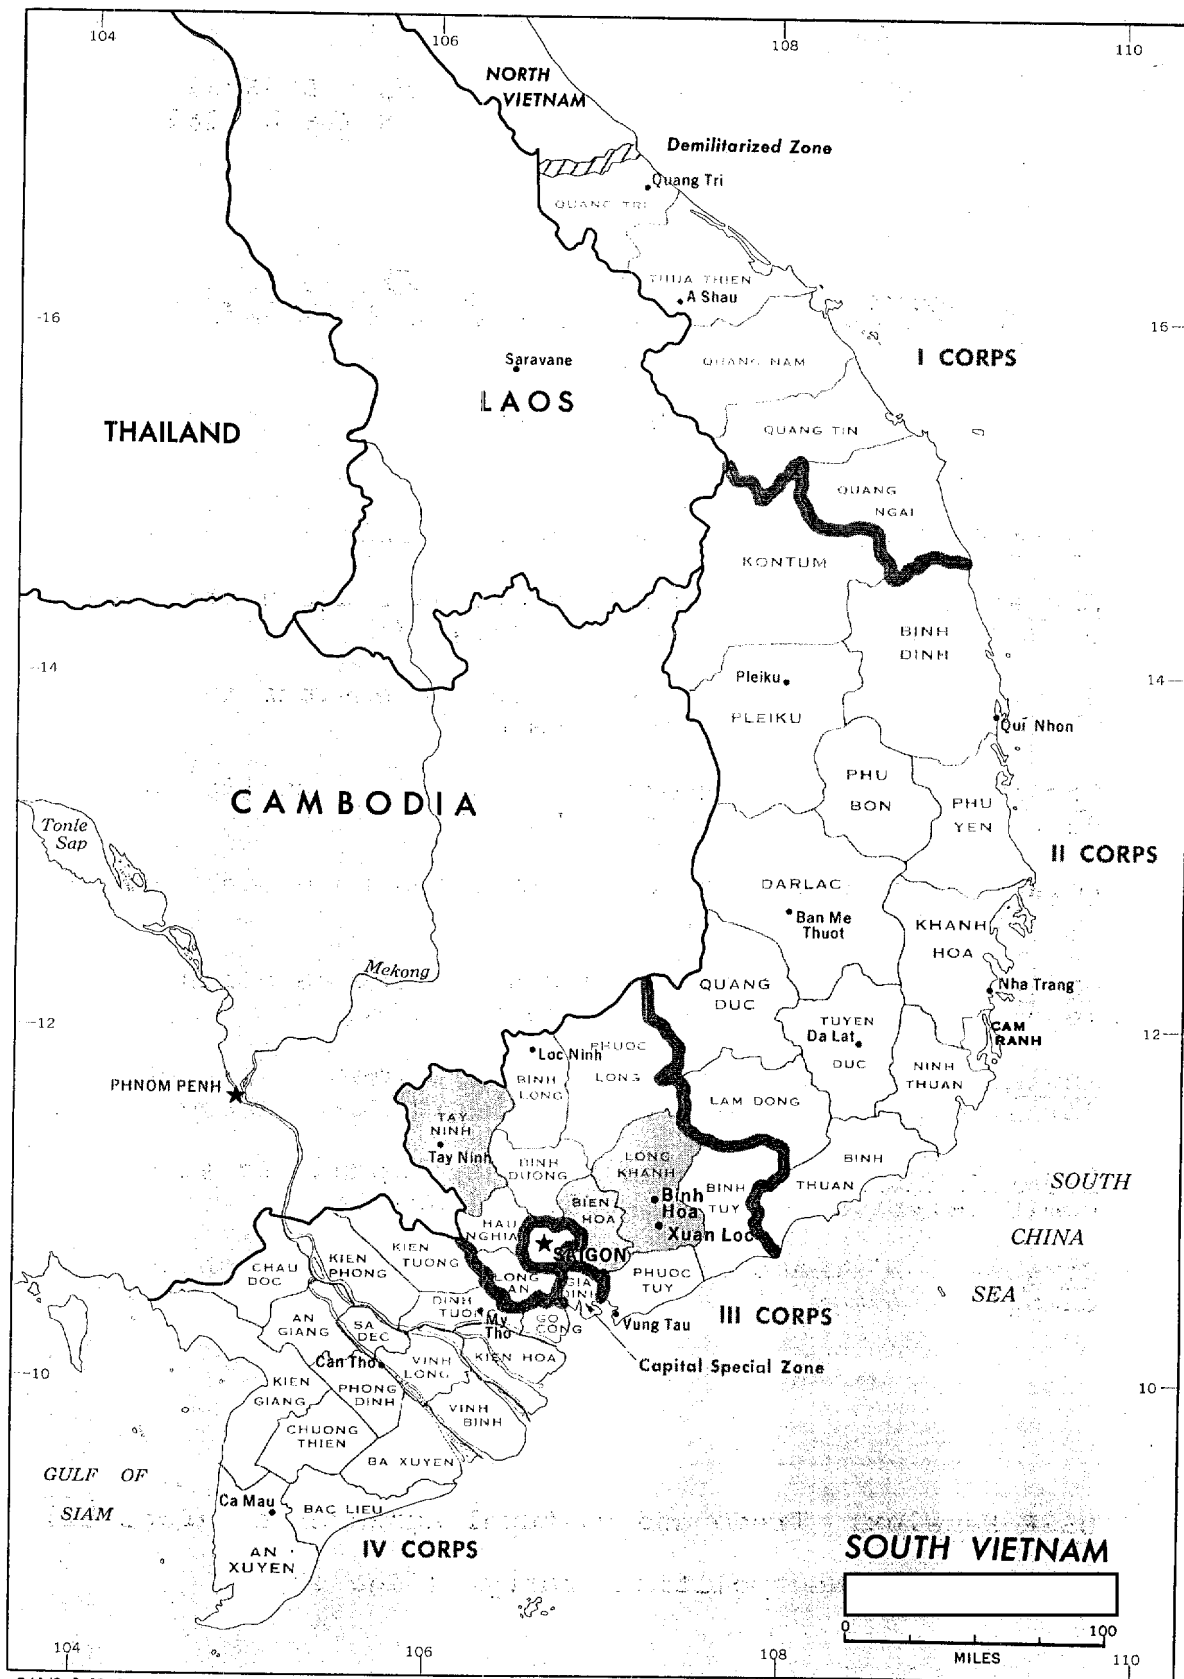 104
106
108
110
NORTH
VIETNAM
Demilitarized Zone
Quang Tri
QUANG TRI
THUA THIEN
A Shau
16
16
I CORPS
Saravane
QUANG NAM
LAOS
THAILAND
QUANG TIN
QUANG
NGAI
KONTUM
BINH
DINH
14
14
Pleiku
PLEIKU
Qui Nhon
PHU
BON
CAMBODIA
PHU
YEN
Tonle
Sap
II CORPS
DARLAC
Ban Me
Thuot
KHANH
HOA
Mekong
QUANG
DUC
Nha Trang
12
12
TUYEN
Da Lat
DUC
CAM
RANH
PHUOC
LONG
Loc Ninh
BINH
LONG
NINH
THUAN
PHNOM PENH
LAM DONG
TAY
NINH
Tay Ninh
LONG
KHANH
BINH
THUAN
BINH
DUONG
BINH
TUY
Binh
Hoa
BIEN
HOA
Xuan Loc
SOUTH
CHINA
SEA
HAU
NGHIA
SAIGON
KIEN
TUONG
KIEN
PHONG
CHAU
DOC
LONG
AN
GIA
DINH
PHUOC
TUY
III CORPS
DINH
TUONG
My
Tho
GO
CONG
Vung Tau
AN
GIANG
SA
DEC
Capital Special Zone
Can Tho
VINH
LONG
KIEN HOA
10
10
KIEN
GIANG
PHONG
DINH
VINH
BINH
CHUONG
THIEN
BA XUYEN
GULF OF
SIAM
Ca Mau
BAC LIEU
AN
XUYEN
IV CORPS
SOUTH VIETNAM
0
100
MILES
104
106
108
110